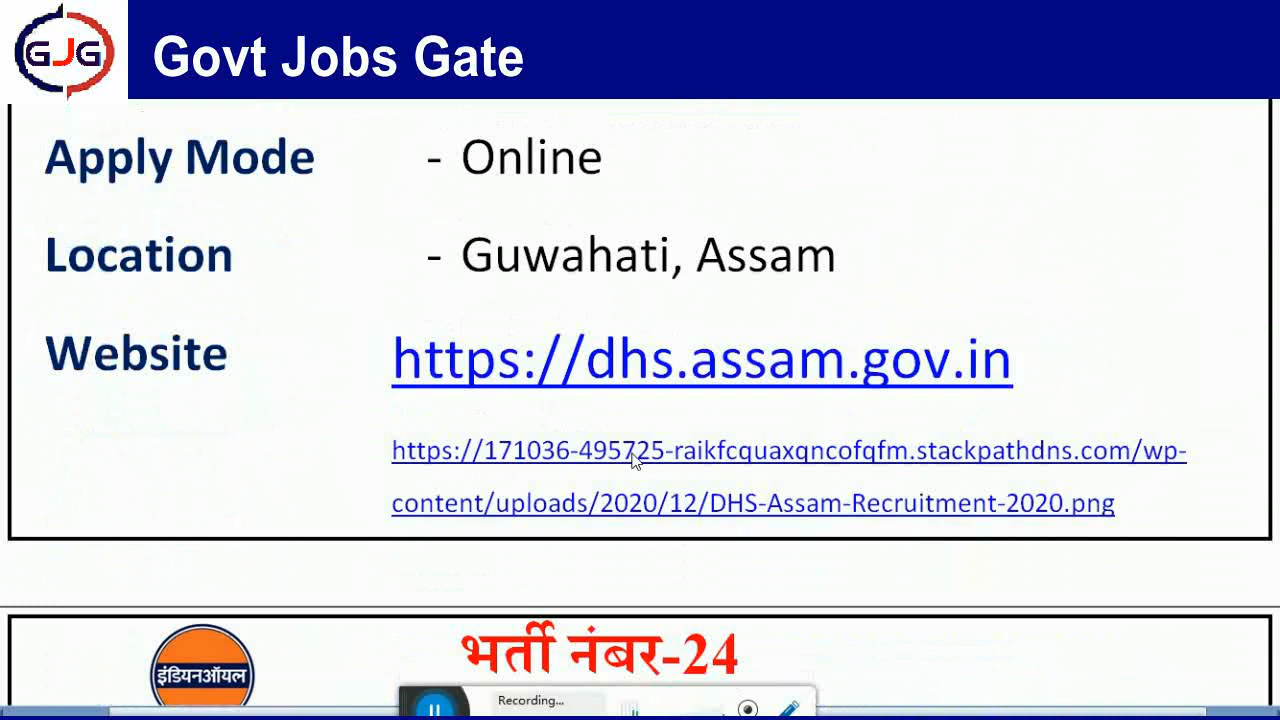 GJG
Govt Jobs Gate
Apply Mode - Online
Location - Guwahati, Assam
Website https://dhs.assam.gov.in
https://171036-495725-raikfcquaxqncofqfm.stackpathdns.com/wp-
content/uploads/2020/12/DHS-Assam-Recruitment-2020.png
भर्ती नंबर-24
इंडियनऑयल
Recording...